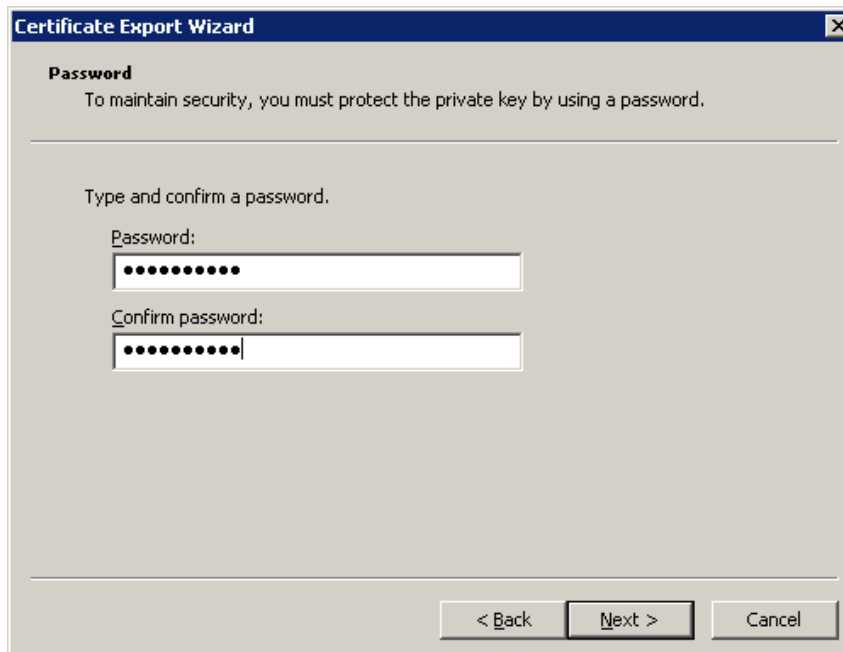 Certificate Export Wizard
Password
To maintain security, you must protect the private key by using a password.
Type and confirm a password.
Password:
●●●●●●●●●●
Confirm password:
●●●●●●●●●●
< Back Next > Cancel